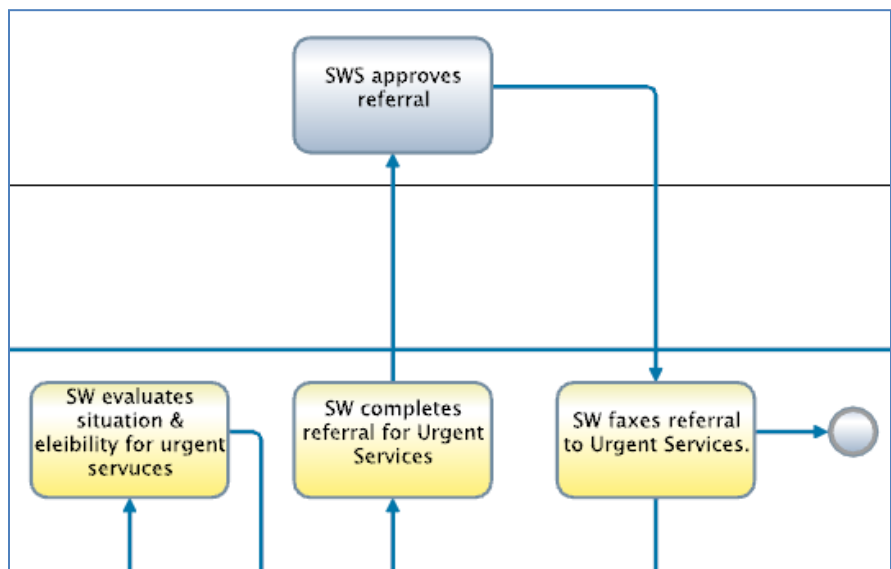 SWS approves
referral
SW evaluates
situation &
eleibility for urgent
servuces
SW completes
referral for Urgent
Services
SW faxes referral
to Urgent Services.